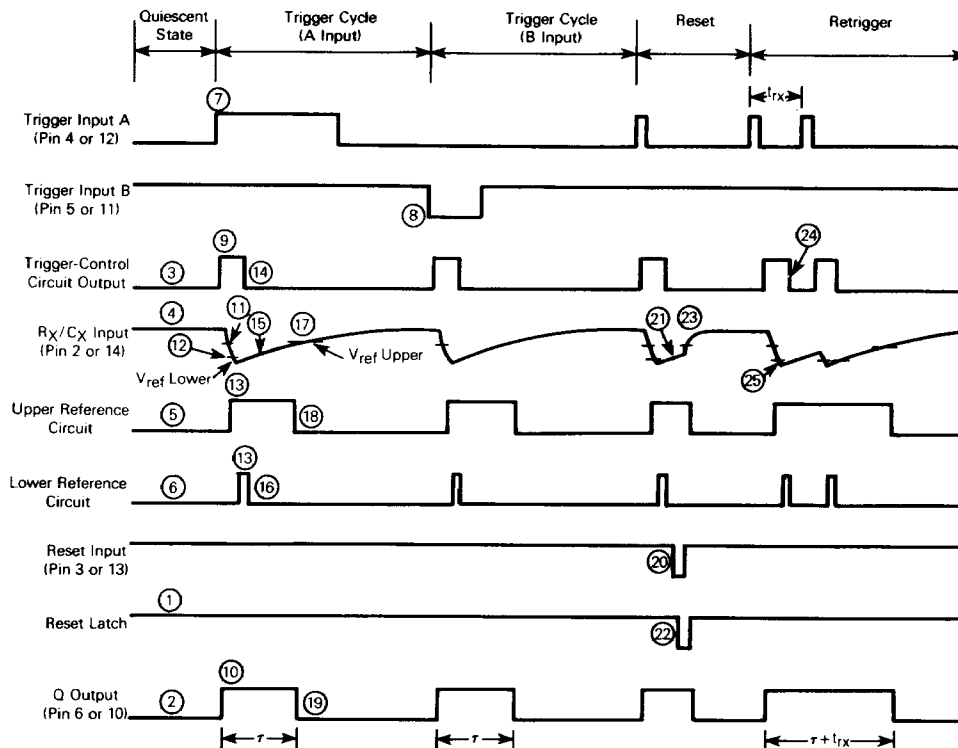 Quiescent
State
Trigger Cycle
(A Input)
Trigger Cycle
(B Input)
Reset
Retrigger
trx
7
Trigger Input A
(Pin 4 or 12)
Trigger Input B
(Pin 5 or 11)
8
9
24
Trigger-Control
Circuit Output
3
14
4
11
15
17
21
23
RX/CX Input
(Pin 2 or 14)
12
Vref Upper
Vref Lower
25
13
Upper Reference
Circuit
5
18
13
Lower Reference
Circuit
6
16
Reset Input
(Pin 3 or 13)
20
1
Reset Latch
22
10
Q Output
(Pin 6 or 10)
2
19
τ
τ
τ + trx